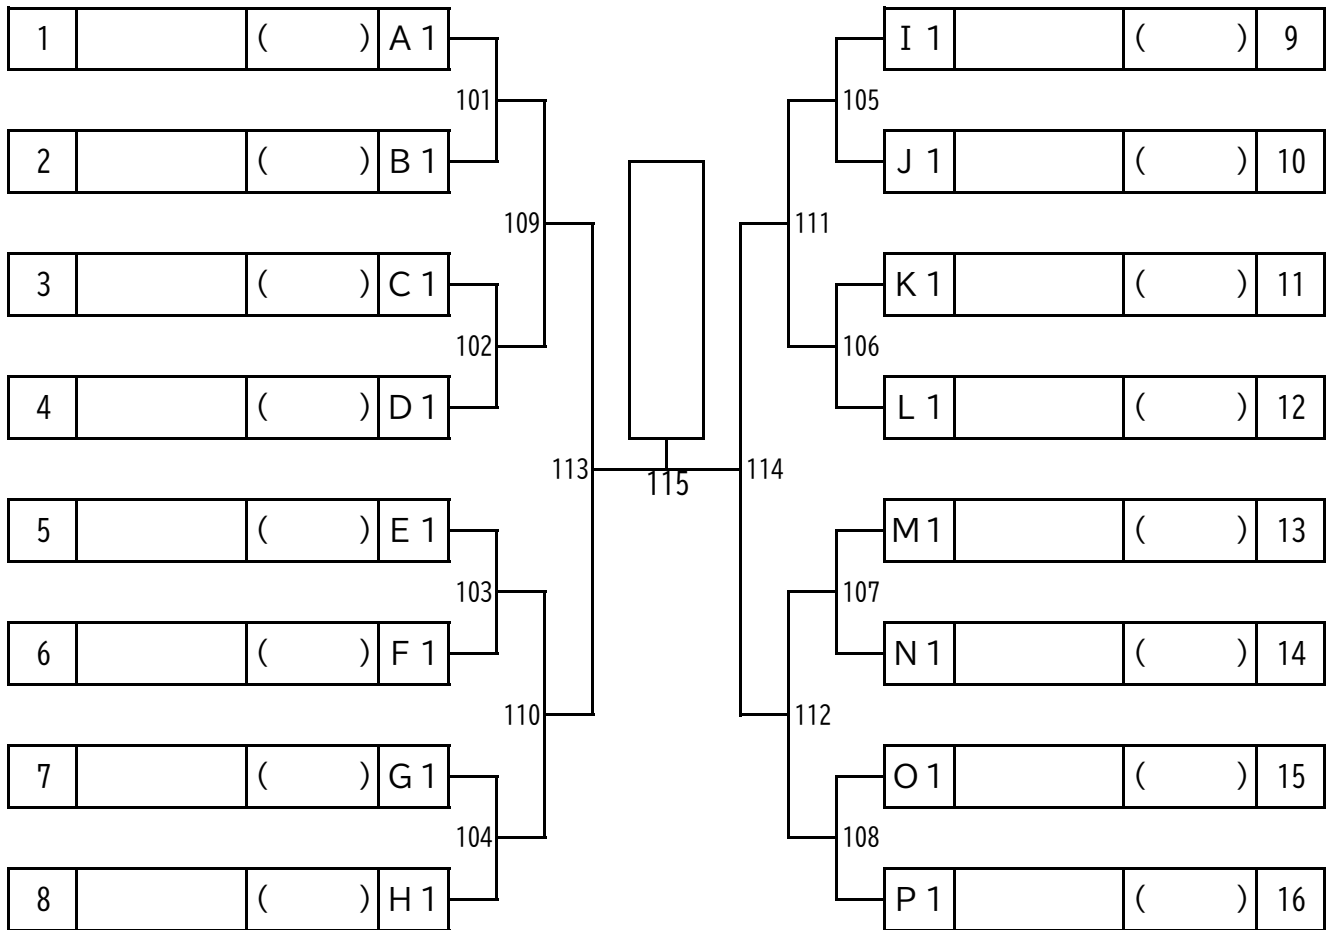 1 ( ) A 1
I 1 ( ) 9
101
105
2 ( ) B 1
J 1 ( ) 10
109
111
3 ( ) C 1
K 1 ( ) 11
102
106
4 ( ) D 1
L 1 ( ) 12
113
115
114
5 ( ) E 1
M 1 ( ) 13
103
107
6 ( ) F 1
N 1 ( ) 14
110
112
7 ( ) G 1
O 1 ( ) 15
104
108
8 ( ) H 1
P 1 ( ) 16